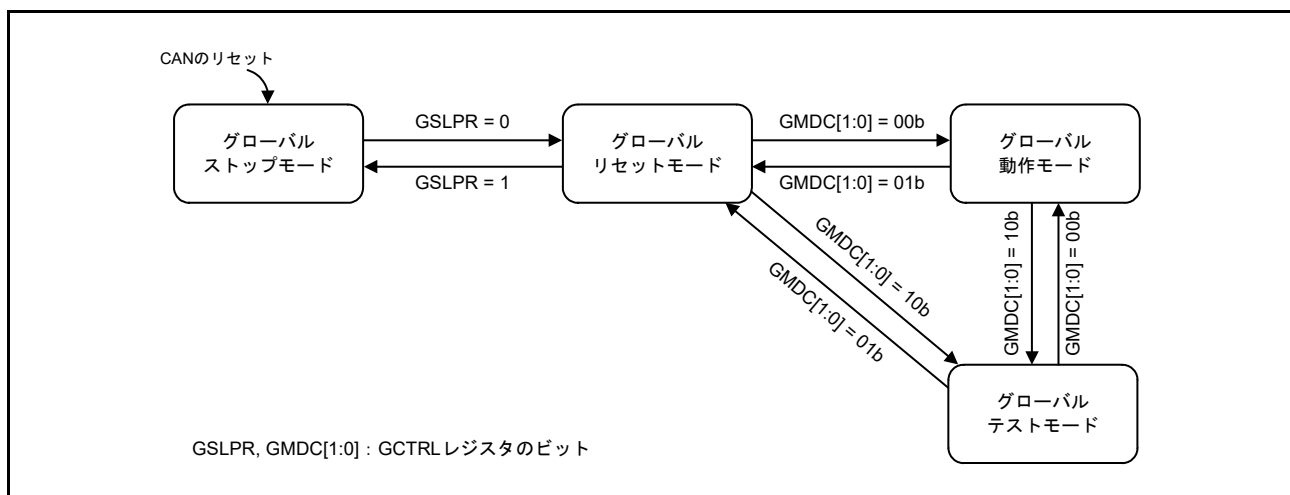 CANのリセット
グローバル
ストップモード
GSLPR = 0
GSLPR = 1
グローバル
リセットモード
GMDC[1:0] = 00b
GMDC[1:0] = 01b
グローバル
動作モード
GMDC[1:0] = 10b
GMDC[1:0] = 01b
GMDC[1:0] = 10b
GMDC[1:0] = 00b
グローバル
テストモード
GSLPR, GMDC[1:0] : GCTRLレジスタのビット